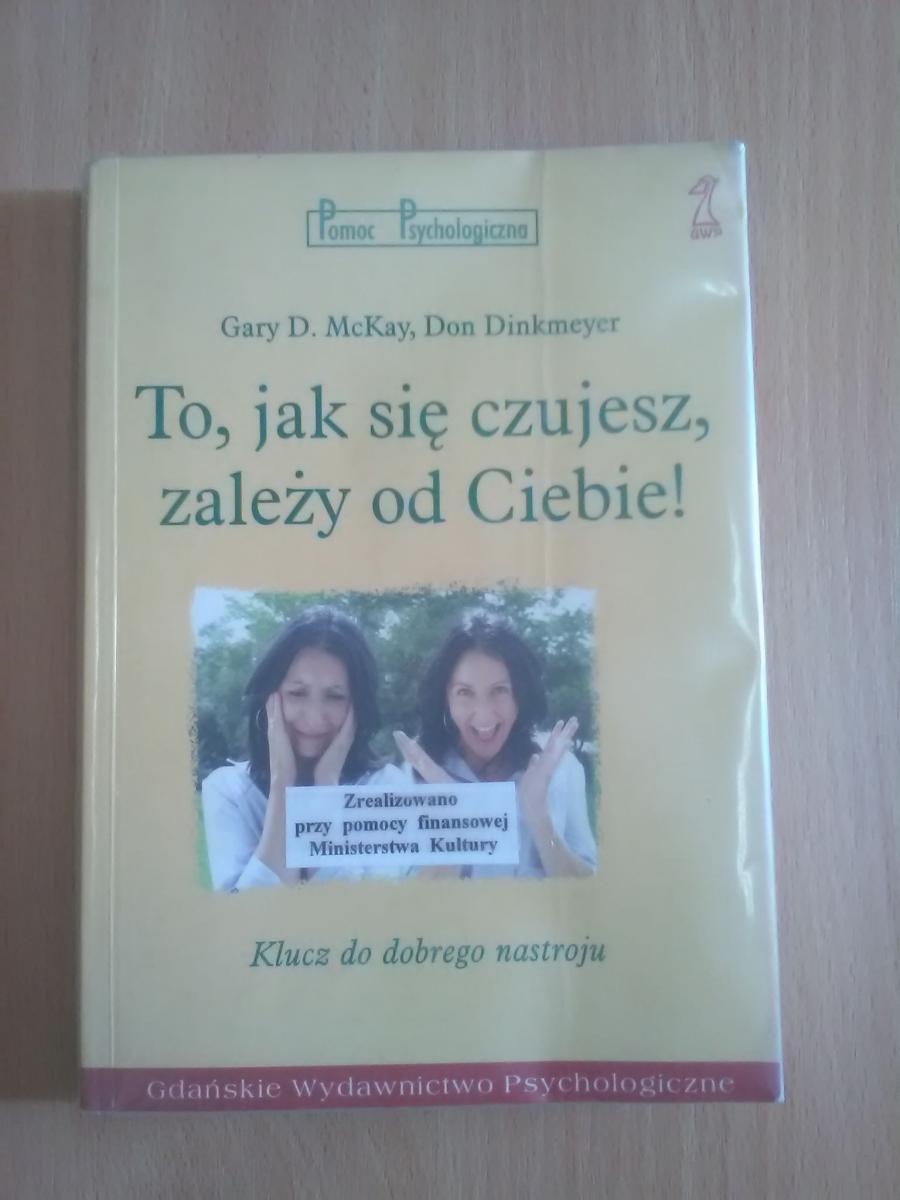 Pomoc Psychologiczna
GWP
Gary D. McKay, Don Dinkmeyer
To, jak się czujesz,
zależy od Ciebie!
Zrealizowano
przy pomocy finansowej
Ministerstwa Kultury
Klucz do dobrego nastroju
Gdańskie Wydawnictwo Psychologiczne